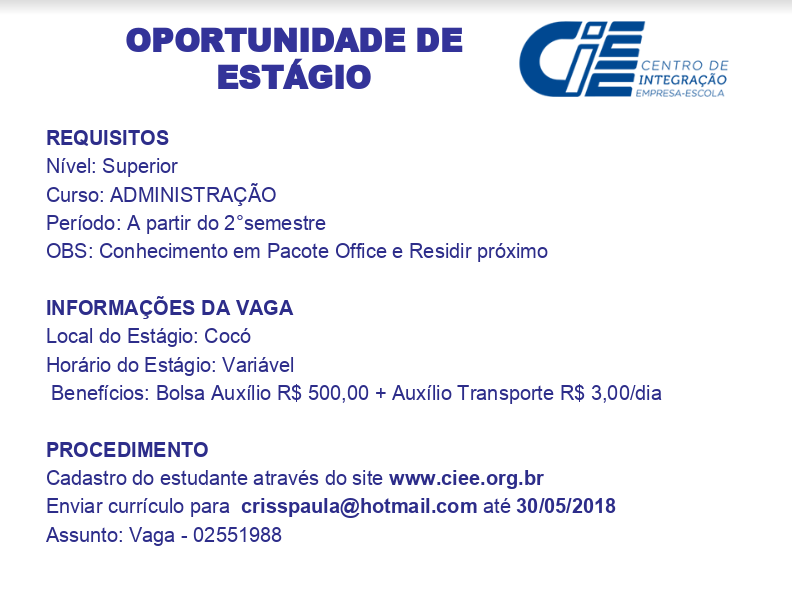 OPORTUNIDADE DE
ESTÁGIO
CIEE
CENTRO DE
INTEGRAÇÃO
EMPRESA-ESCOLA
REQUISITOS
Nível: Superior
Curso: ADMINISTRAÇÃO
Período: A partir do 2°semestre
OBS: Conhecimento em Pacote Office e Residir próximo
INFORMAÇÕES DA VAGA
Local do Estágio: Cocó
Horário do Estágio: Variável
Benefícios: Bolsa Auxílio R$ 500,00 + Auxílio Transporte R$ 3,00/dia
PROCEDIMENTO
Cadastro do estudante através do site www.ciee.org.br
Enviar currículo para crisspaula@hotmail.com até 30/05/2018
Assunto: Vaga - 02551988